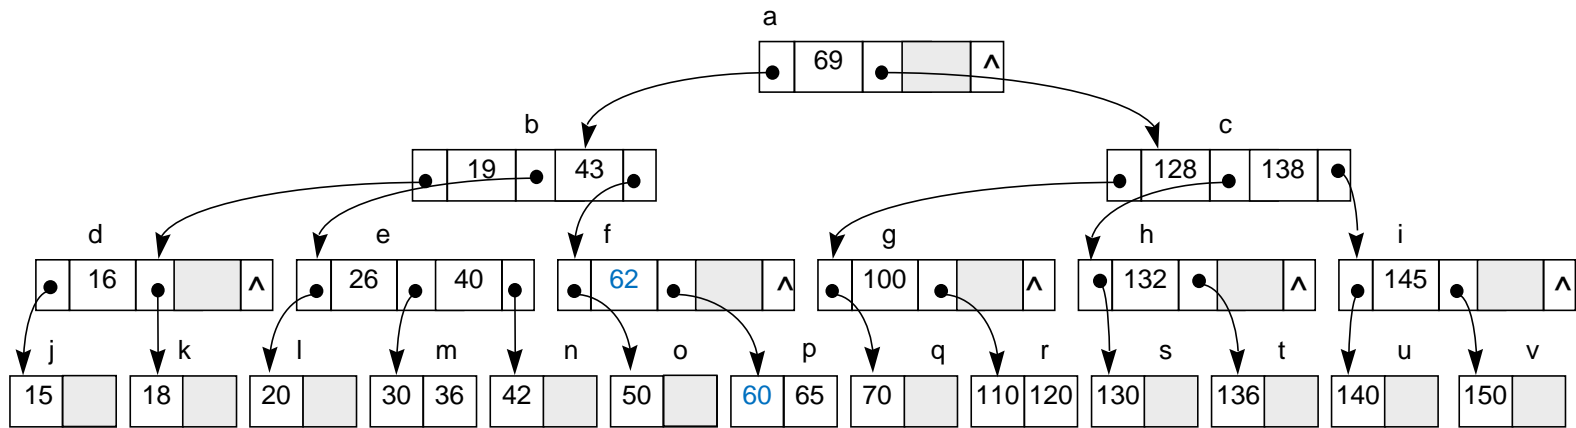 a
69 ^
b c
19 43 128 138
d e f g h i
16 ^ 26 40 62 ^ 100 ^ 132 ^ 145 ^
j k l m n o p q r s t u v
15 18 20 30 36 42 50 60 65 70 110 120 130 136 140 150